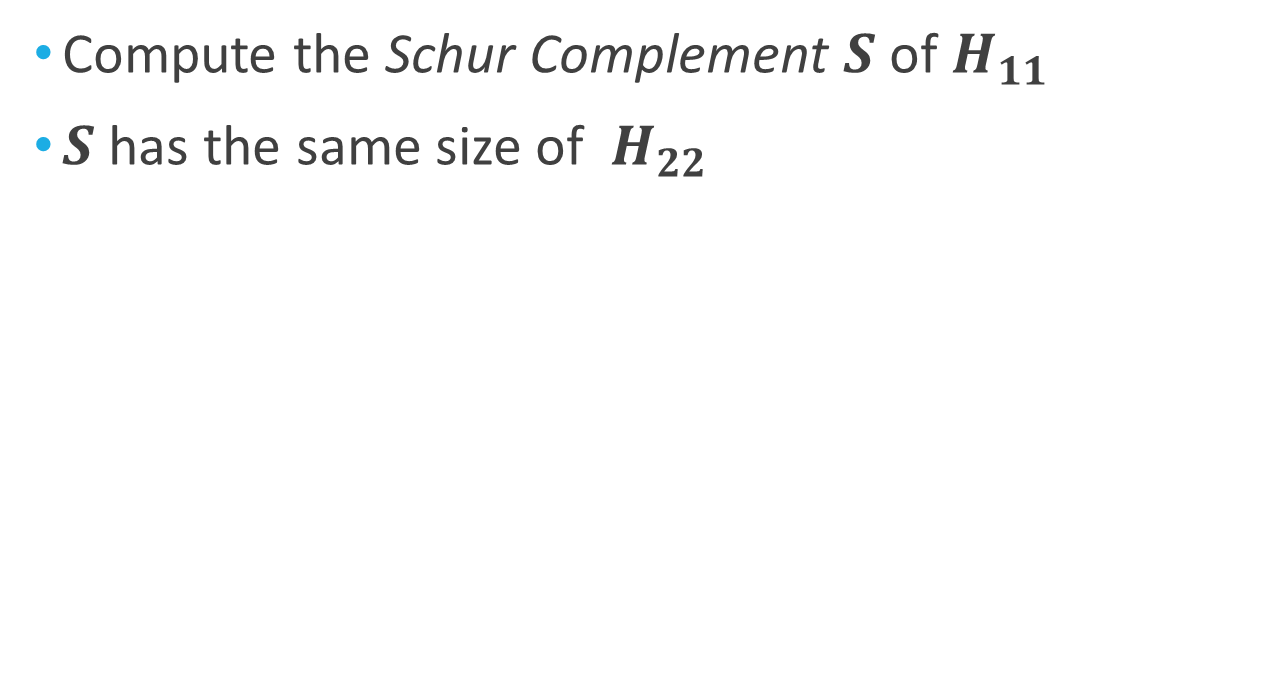 • Compute the Schur Complement S of H₁₁
• S has the same size of H₂₂